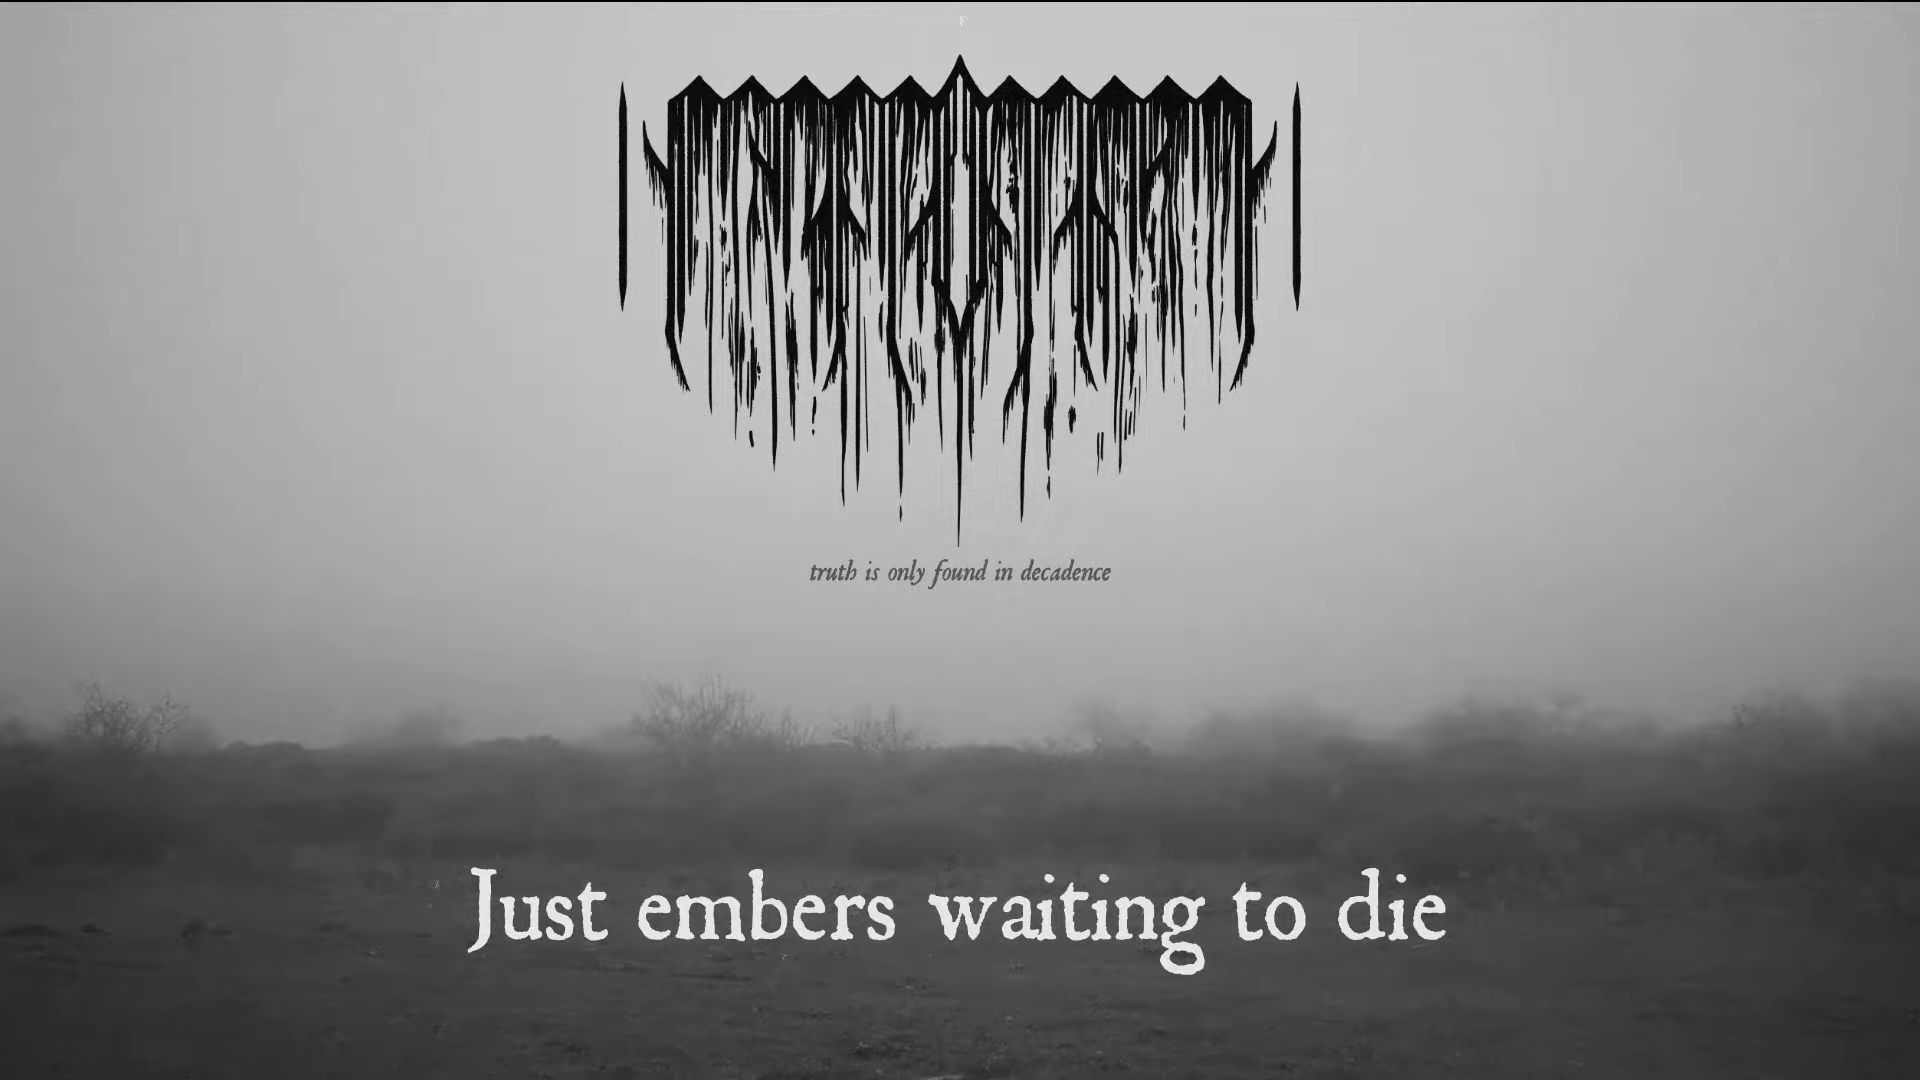 truth is only found in decadence
Just embers waiting to die